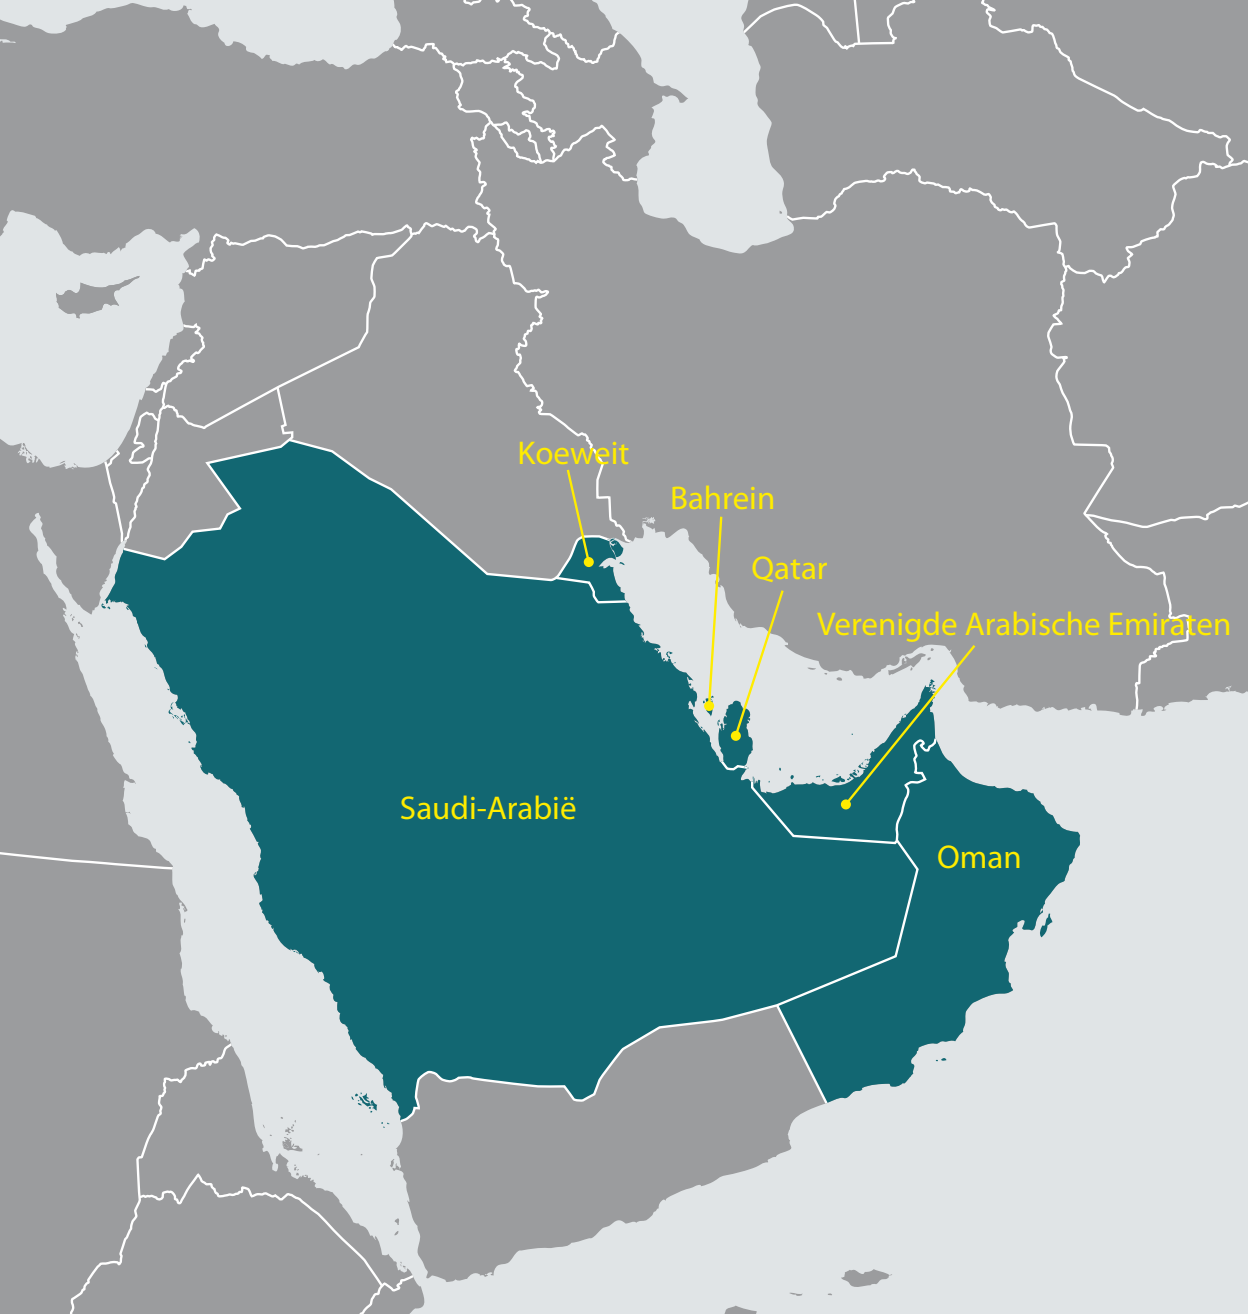 Koeweit
Bahrein
Qatar
Verenigde Arabische Emiraten
Saudi-Arabië
Oman